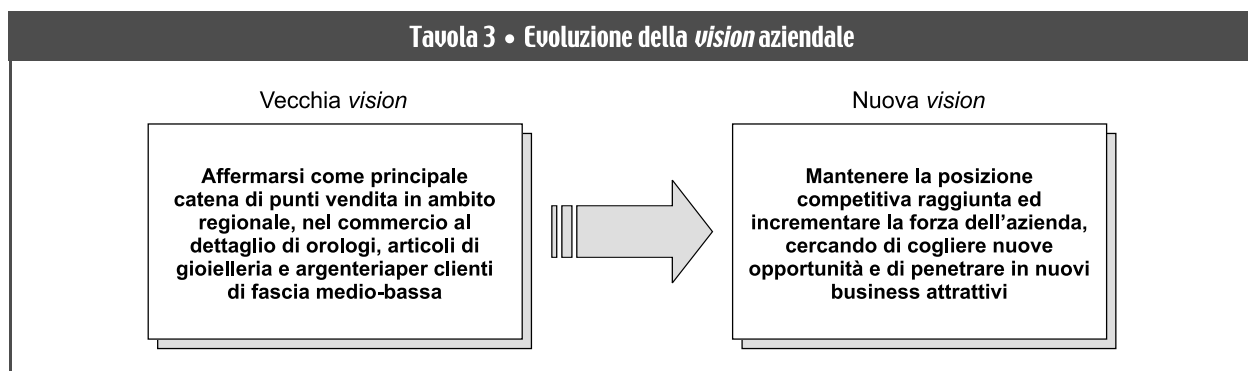 Tavola 3 • Evoluzione della vision aziendale
Vecchia vision
Affermarsi come principale
catena di punti vendita in ambito
regionale, nel commercio al
dettaglio di orologi, articoli di
gioielleria e argenteriaper clienti
di fascia medio-bassa
Nuova vision
Mantenere la posizione
competitiva raggiunta ed
incrementare la forza dell'azienda,
cercando di cogliere nuove
opportunità e di penetrare in nuovi
business attrattivi